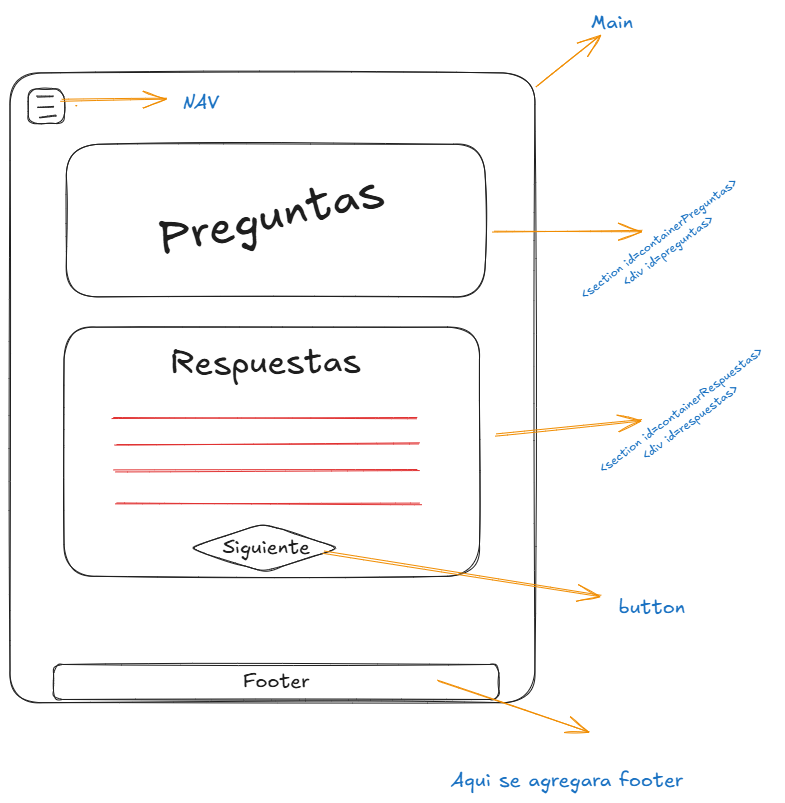 Main
NAV
Preguntas
<section id=containerPreguntas>
<div id=preguntas>
Respuestas
<section id=containerRespuestas>
<div id=respuestas>
Siguiente
button
Footer
Aqui se agregara footer